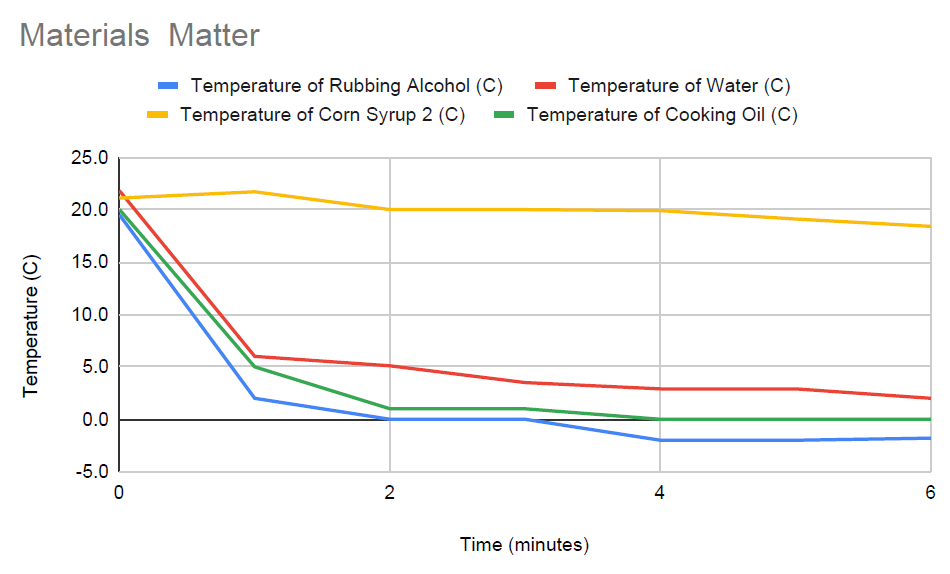 Materials  Matter
Temperature of Rubbing Alcohol (C)  Temperature of Water (C)
Temperature of Corn Syrup 2 (C)  Temperature of Cooking Oil (C)
25.0
20.0
15.0
10.0
5.0
0.0
-5.0
Temperature (C)
0 2 4 6
Time (minutes)